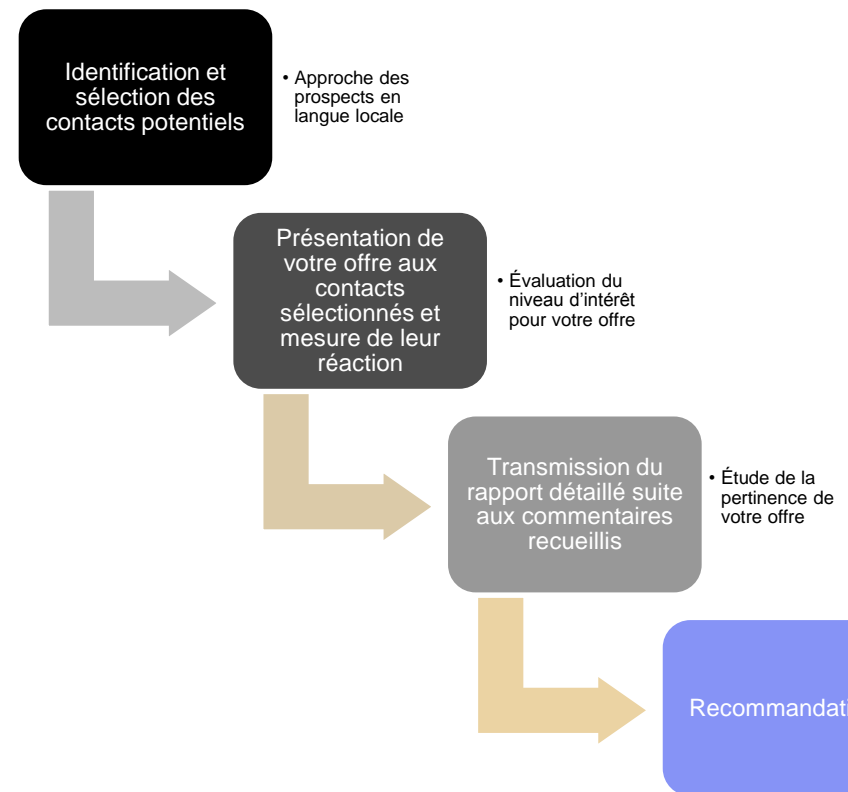 Identification et
sélection des
contacts potentiels
• Approche des
prospects en
langue locale
Présentation de
votre offre aux
contacts
sélectionnés et
mesure de leur
réaction
• Évaluation du
niveau d’intérêt
pour votre offre
Transmission du
rapport détaillé suite
aux commentaires
recueillis
• Étude de la
pertinence de
votre offre